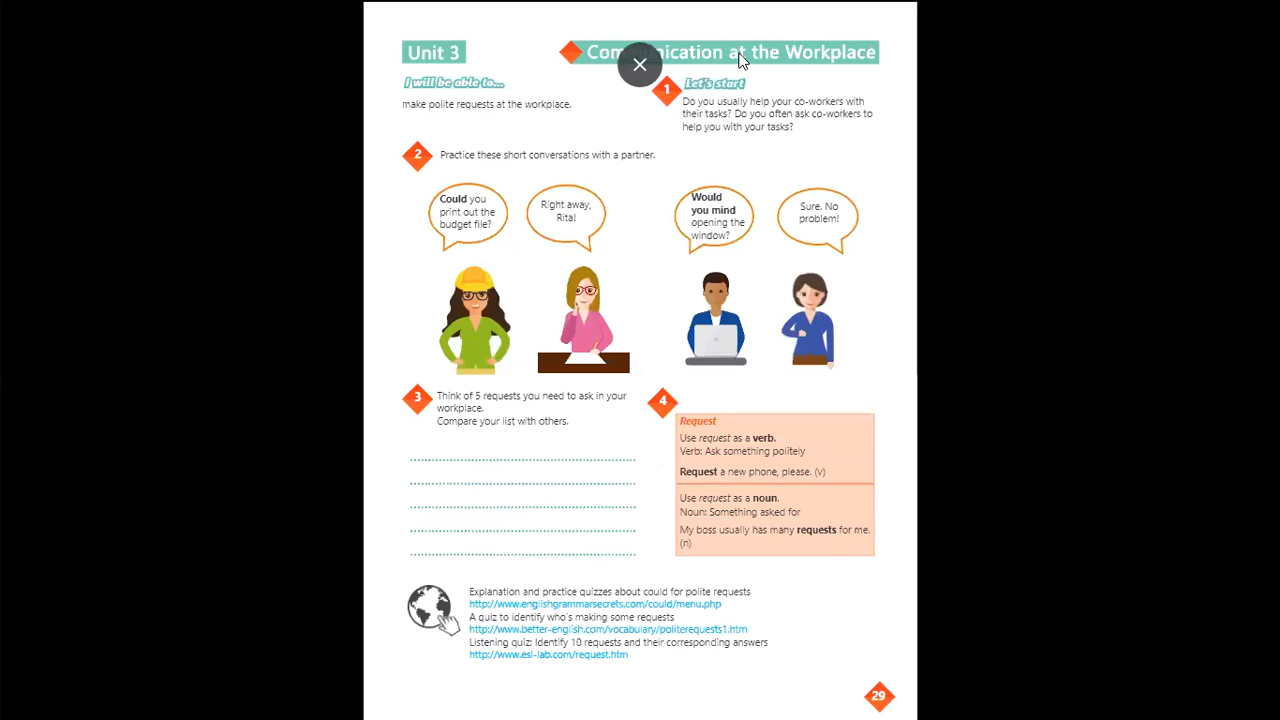 Unit 3
Communication at the Workplace
I will be able to...
make polite requests at the workplace.
1
Let's start
Do you usually help your co-workers with
their tasks? Do you often ask co-workers to
help you with your tasks?
2
Practice these short conversations with a partner.
Could you
print out the
budget file?
Right away,
Rita!
Would
you mind
opening the
window?
Sure. No
problem!
3
Think of 5 requests you need to ask in your
workplace.
Compare your list with others.
4
Request
Use request as a verb.
Verb: Ask something politely
Request a new phone, please. (v)
Use request as a noun.
Noun: Something asked for
My boss usually has many requests for me.
(n)
Explanation and practice quizzes about could for polite requests
http://www.englishgrammarsecrets.com/could/menu.php
A quiz to identify who's making some requests
http://www.better-english.com/vocabulary/politerequests1.htm
Listening quiz: Identify 10 requests and their corresponding answers
http://www.esl-lab.com/request.htm
29